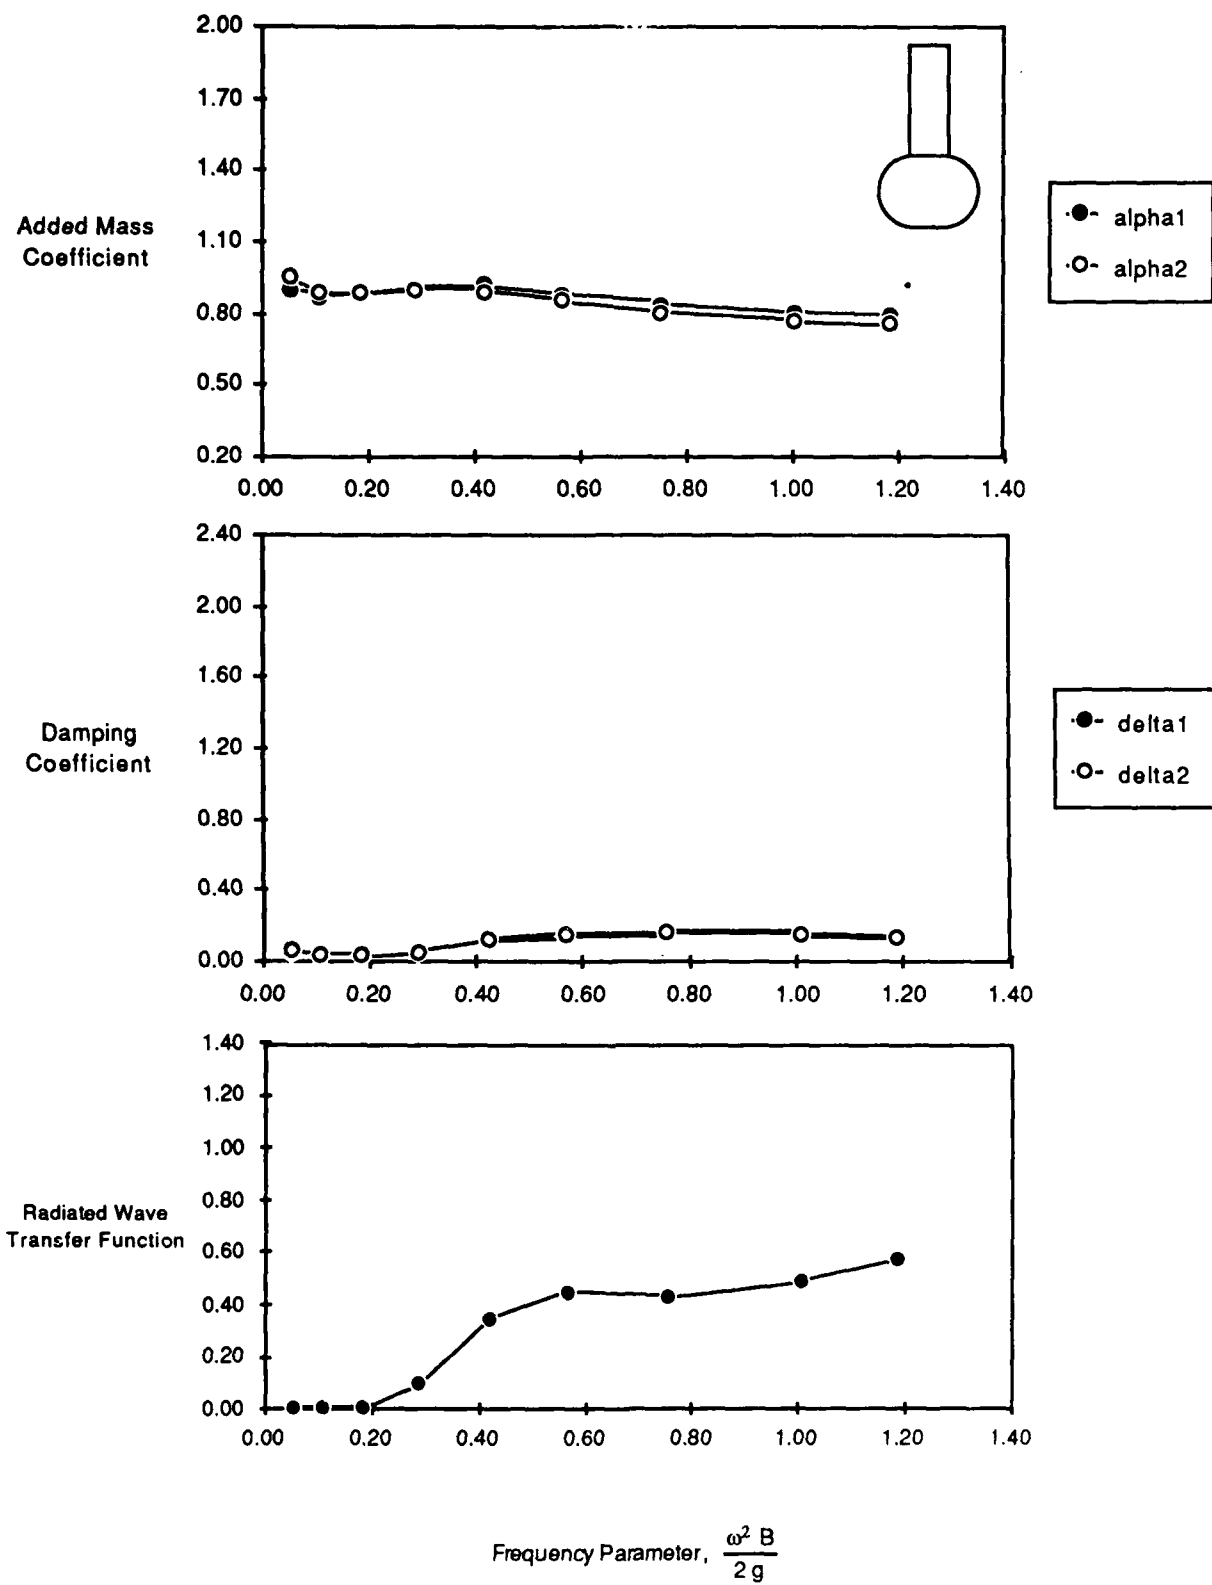 2.00
1.70
1.40
1.10
0.80
0.50
0.20
Added Mass
Coefficient
0.00 0.20 0.40 0.60 0.80 1.00 1.20 1.40
alpha1
alpha2
2.40
2.00
1.60
1.20
0.80
0.40
0.00
Damping
Coefficient
0.00 0.20 0.40 0.60 0.80 1.00 1.20 1.40
delta1
delta2
1.40
1.20
1.00
0.80
0.60
0.40
0.20
0.00
Radiated Wave
Transfer Function
0.00 0.20 0.40 0.60 0.80 1.00 1.20 1.40
Frequency Parameter, ω² B
2 g